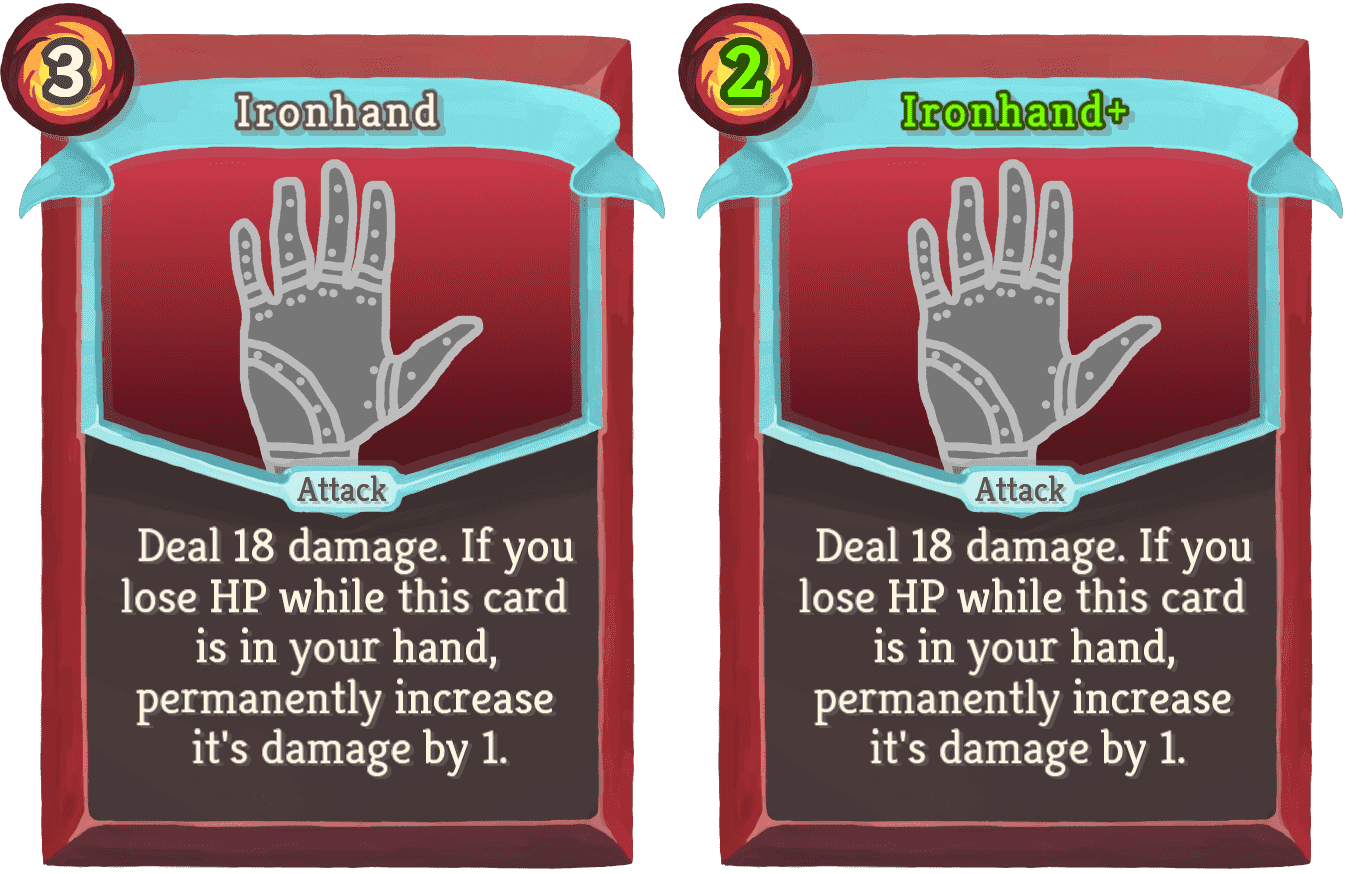 3
Ironhand
Attack
Deal 18 damage. If you
lose HP while this card
is in your hand,
permanently increase
it's damage by 1.
2
Ironhand+
Attack
Deal 18 damage. If you
lose HP while this card
is in your hand,
permanently increase
it's damage by 1.